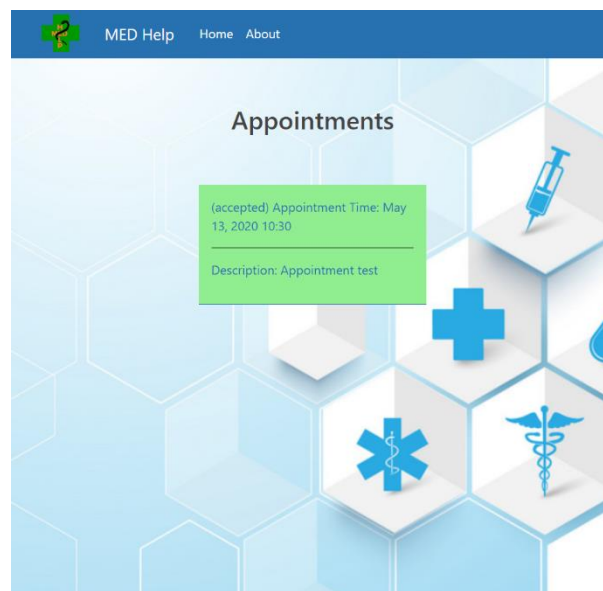 MED Help Home About
Appointments
(accepted) Appointment Time: May
13, 2020 10:30
Description: Appointment test